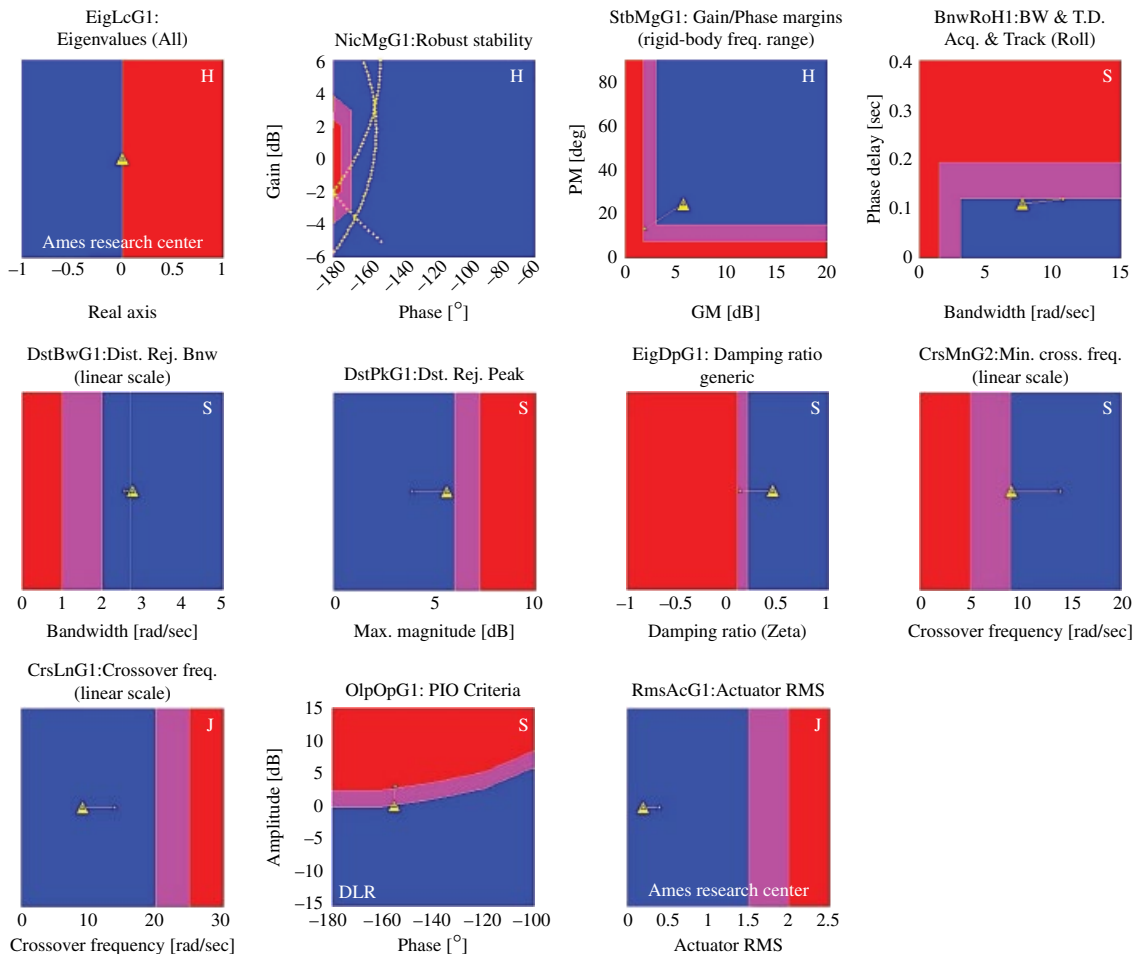 EigLcG1:
Eigenvalues (All)
H
Ames research center
−1 −0.5 0 0.5 1
Real axis
NicMgG1:Robust stability
H
Gain [dB]
6
4
2
0
−2
−4
−6
−180 −160 −140 −120 −100 −80 −60
Phase [°]
StbMgG1: Gain/Phase margins
(rigid-body freq. range)
H
PM [deg]
80
60
40
20
0
0 5 10 20
GM [dB]
BnwRoH1:BW & T.D.
Acq. & Track (Roll)
S
Phase delay [sec]
0.4
0.3
0.2
0.1
0
0 5 10 15
Bandwidth [rad/sec]
DstBwG1:Dist. Rej. Bnw
(linear scale)
S
0 1 2 3 4 5
Bandwidth [rad/sec]
DstPkG1:Dst. Rej. Peak
S
0 5 10
Max. magnitude [dB]
EigDpG1: Damping ratio
generic
S
−1 −0.5 0 0.5 1
Damping ratio (Zeta)
CrsMnG2:Min. cross. freq.
(linear scale)
S
0 5 10 15 20
Crossover frequency [rad/sec]
CrsLnG1:Crossover freq.
(linear scale)
J
0 10 20 30
Crossover frequency [rad/sec]
OlpOpG1: PIO Criteria
S
Amplitude [dB]
15
10
5
0
−5
−10
−15
DLR
−180 −160 −140 −120 −100
Phase [°]
RmsAcG1:Actuator RMS
J
Ames research center
0 0.5 1 1.5 2 2.5
Actuator RMS